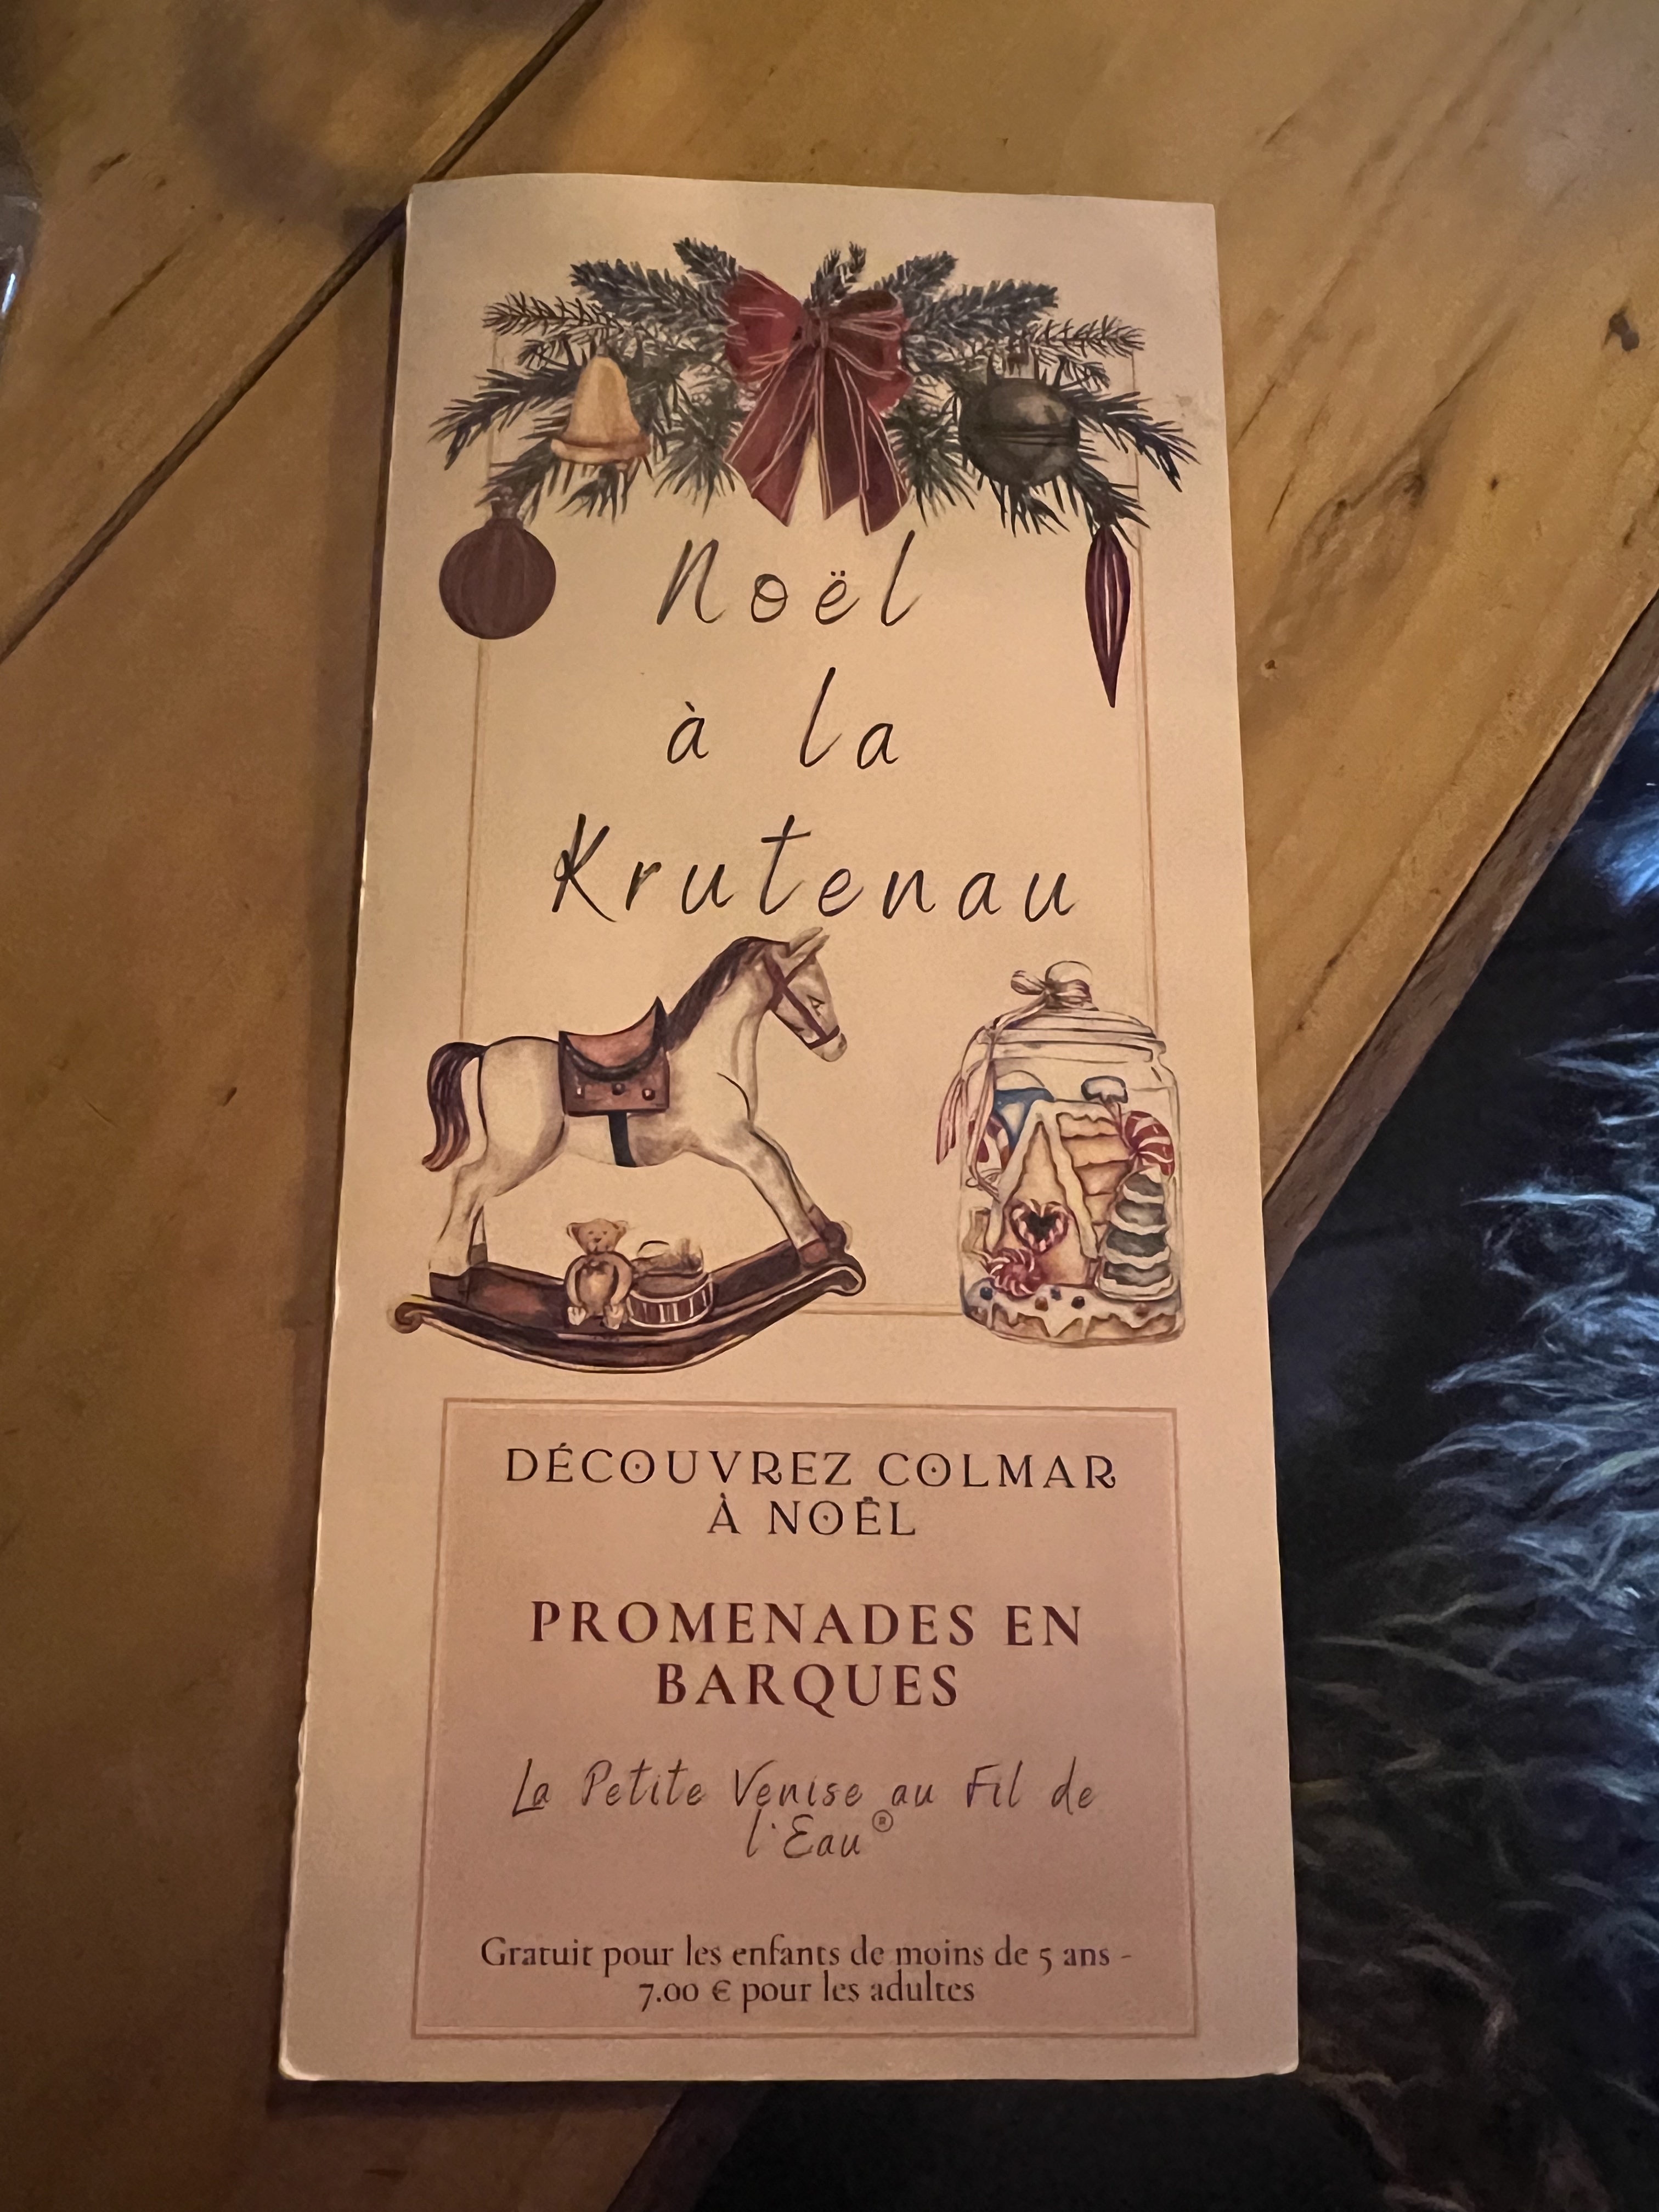 Noël
à la
Krutenau
DÉCOUVREZ COLMAR
À NOËL
PROMENADES EN
BARQUES
La Petite Venise au Fil de
l'Eau®
Gratuit pour les enfants de moins de 5 ans -
7.00 € pour les adultes